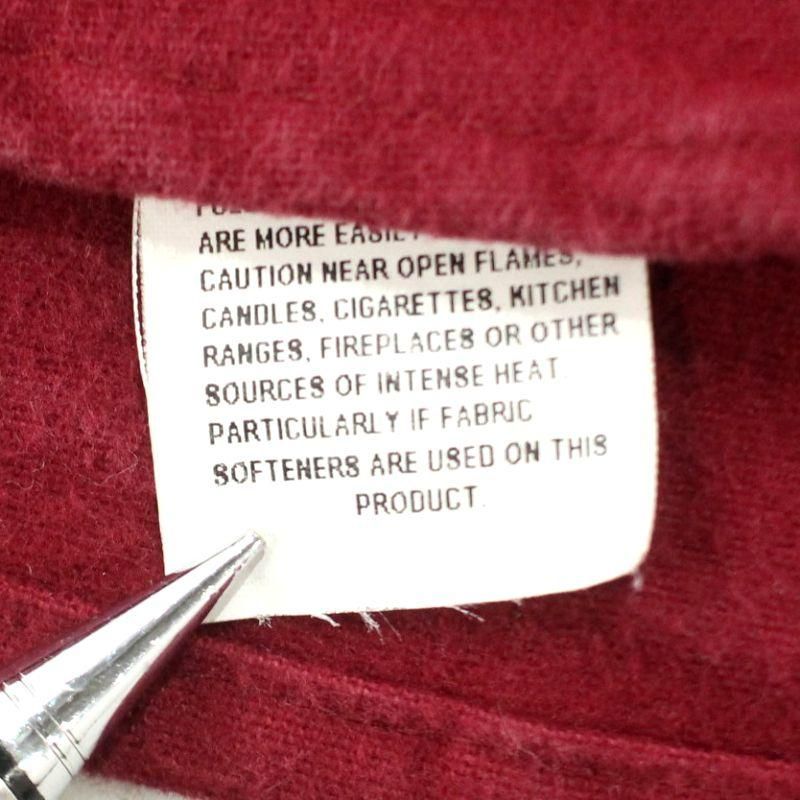 ARE MORE
CAUTION NEAR OPEN FLAMES,
CANDLES, CIGARETTES, KITCHEN
RANGES, FIREPLACES OR OTHER
SOURCES OF INTENSE HEAT.
PARTICULARLY IF FABRIC
SOFTENERS ARE USED ON THIS
PRODUCT.